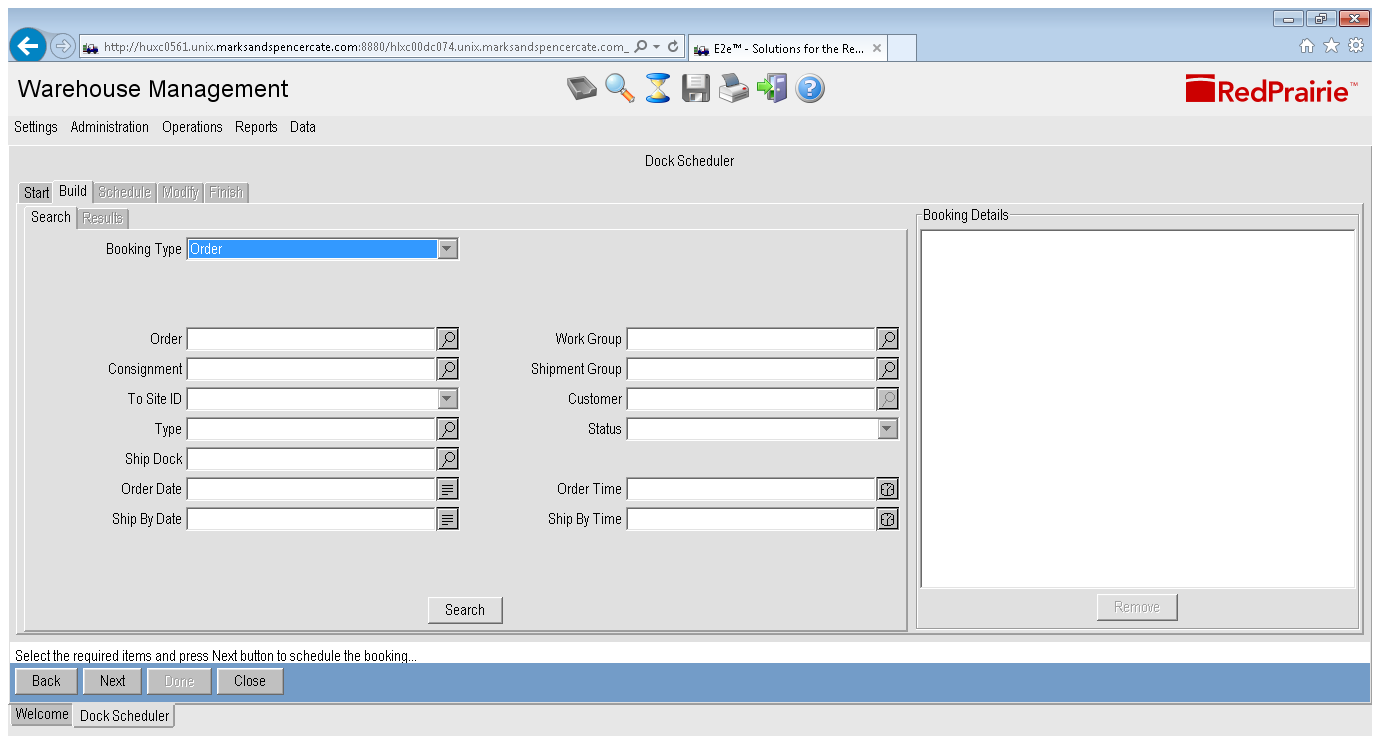 http://huxc0561.unix.marksandspencercate.com:8880/hlxc00dc074.unix.marksandspencercate.com_
E2e™ - Solutions for the Re...
Warehouse Management
RedPrairie™
Settings Administration Operations Reports Data
Dock Scheduler
Start Build Schedule Modify Finish
Search Results
Booking Details
Booking Type Order
Order Work Group
Consignment Shipment Group
To Site ID Customer
Type Status
Ship Dock
Order Date Order Time
Ship By Date Ship By Time
Search
Remove
Select the required items and press Next button to schedule the booking...
Back Next Done Close
Welcome Dock Scheduler